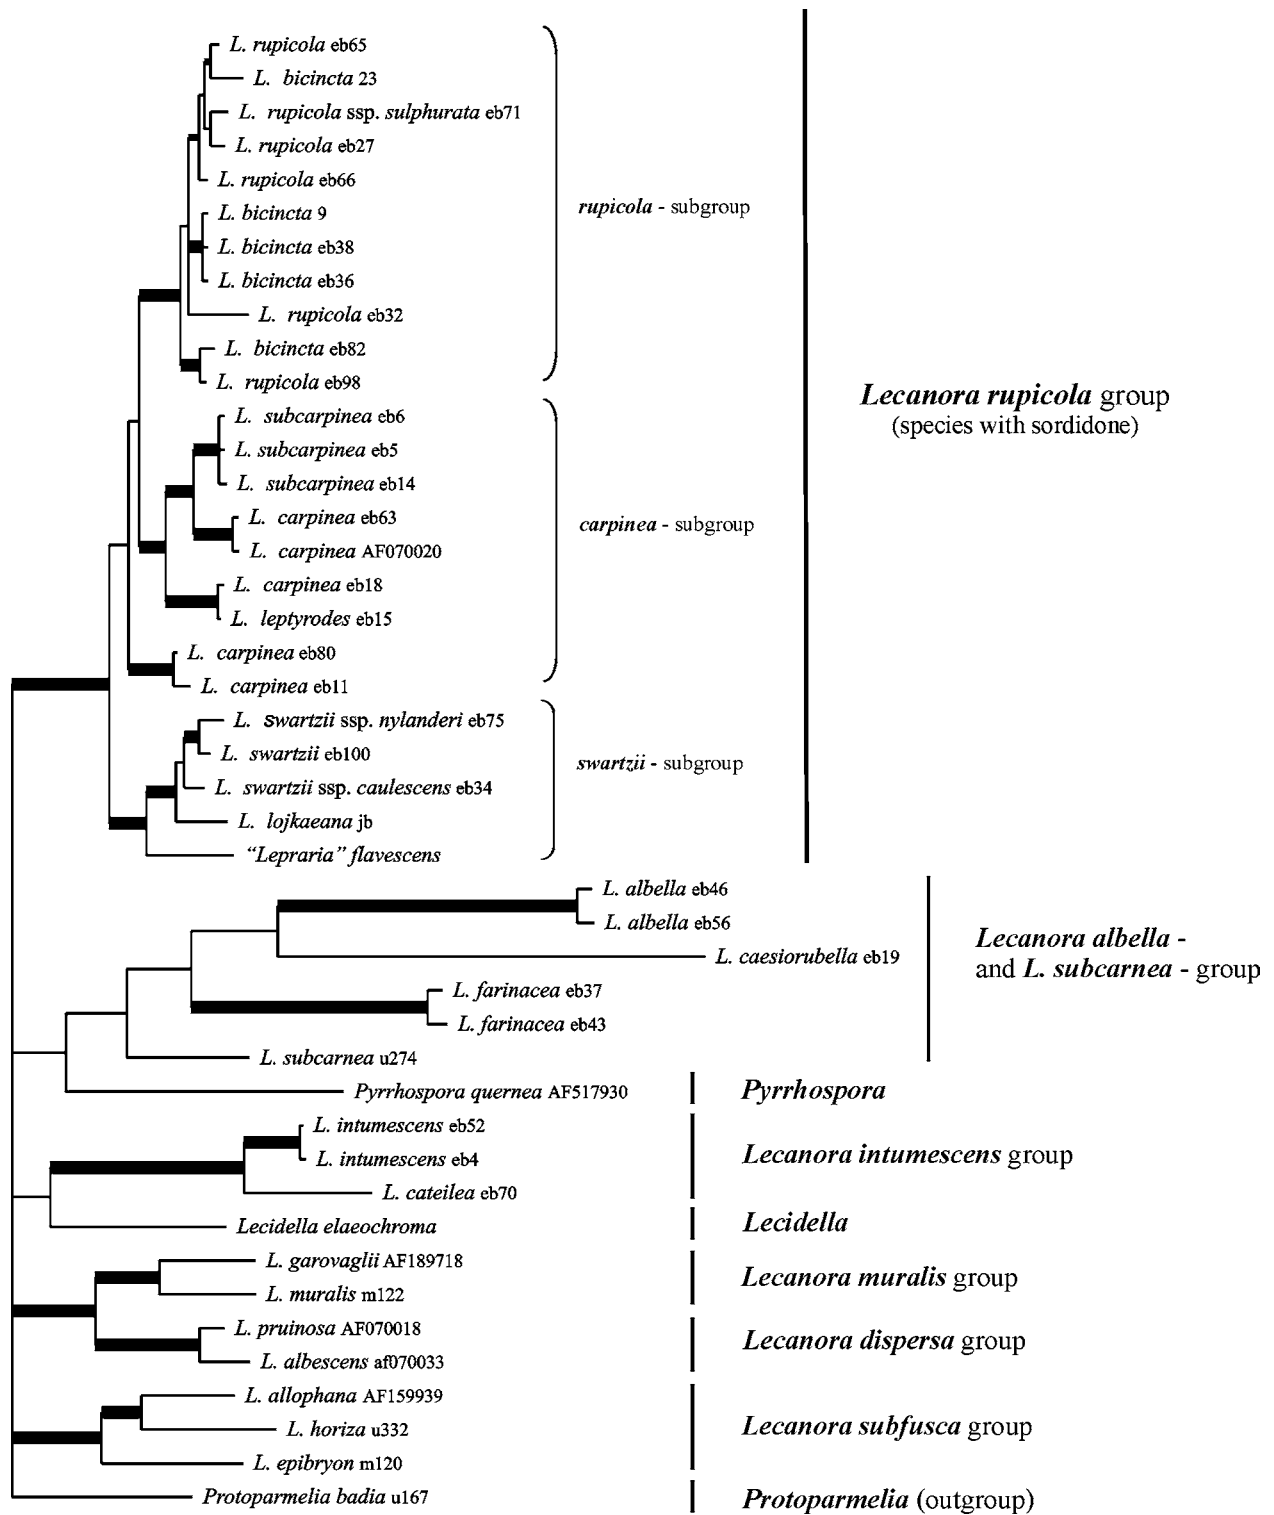 L. rupicola eb65
L. bicincta 23
L. rupicola ssp. sulphurata eb71
L. rupicola eb27
L. rupicola eb66
L. bicincta 9
L. bicincta eb38
L. bicincta eb36
L. rupicola eb32
L. bicincta eb82
L. rupicola eb98
rupicola - subgroup
L. subcarpinea eb6
L. subcarpinea eb5
L. subcarpinea eb14
L. carpinea eb63
L. carpinea AF070020
L. carpinea eb18
L. leptyrodes eb15
L. carpinea eb80
L. carpinea eb11
carpinea - subgroup
L. swartzii ssp. nylanderi eb75
L. swartzii eb100
L. swartzii ssp. caulescens eb34
L. lojkaeana jb
“Lepraria” flavescens
swartzii - subgroup
Lecanora rupicola group
(species with sordidone)
L. albella eb46
L. albella eb56
L. caesiorubella eb19
L. farinacea eb37
L. farinacea eb43
L. subcarnea u274
Lecanora albella -
and L. subcarnea - group
Pyrrhospora quernea AF517930
Pyrrhospora
L. intumescens eb52
L. intumescens eb4
L. cateilea eb70
Lecanora intumescens group
Lecidella elaeochroma
Lecidella
L. garovaglii AF189718
L. muralis m122
Lecanora muralis group
L. pruinosa AF070018
L. albescens af070033
Lecanora dispersa group
L. allophana AF159939
L. horiza u332
L. epibryon m120
Lecanora subfusca group
Protoparmelia badia u167
Protoparmelia (outgroup)